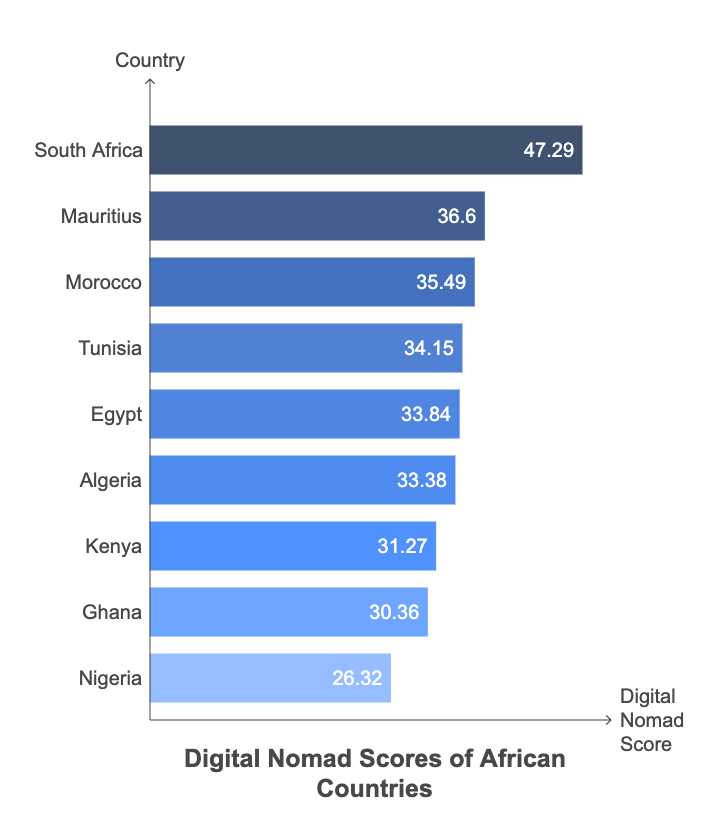 Country
South Africa 47.29
Mauritius 36.6
Morocco 35.49
Tunisia 34.15
Egypt 33.84
Algeria 33.38
Kenya 31.27
Ghana 30.36
Nigeria 26.32
Digital
Nomad
Score
Digital Nomad Scores of African
Countries